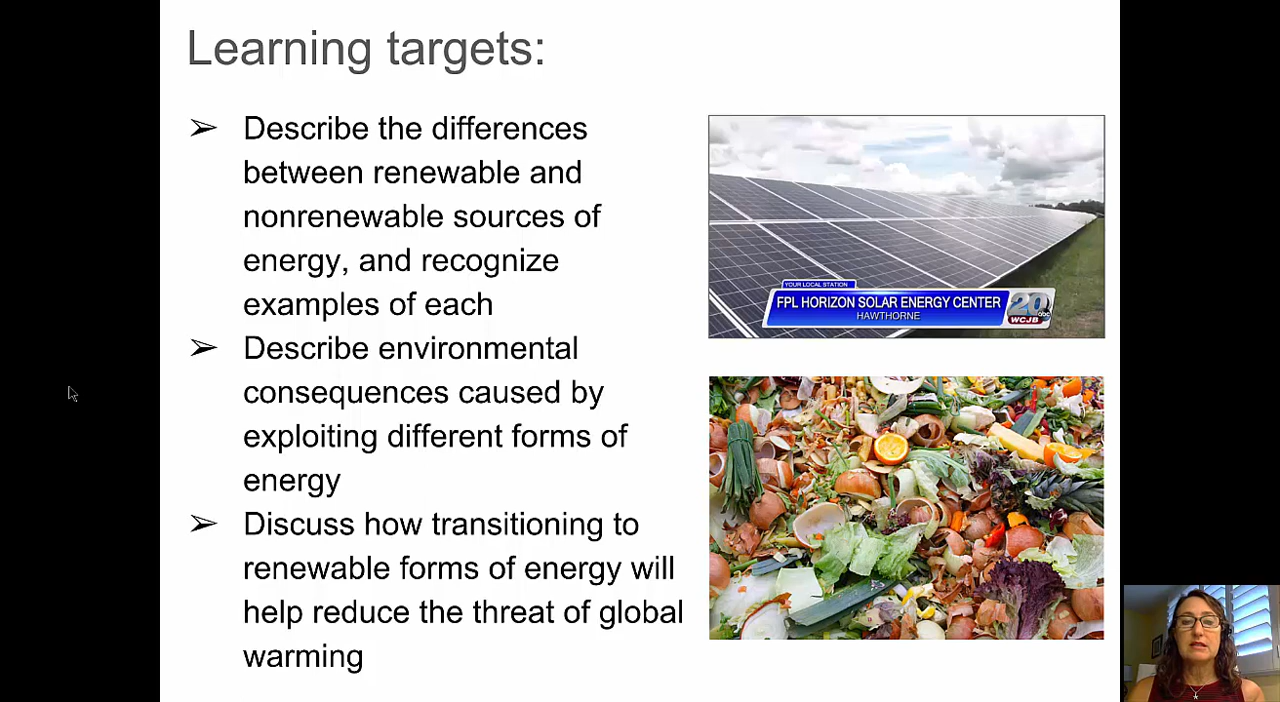 Learning targets:
➢ Describe the differences
between renewable and
nonrenewable sources of
energy, and recognize
examples of each
➢ Describe environmental
consequences caused by
exploiting different forms of
energy
➢ Discuss how transitioning to
renewable forms of energy will
help reduce the threat of global
warming
YOUR LOCAL STATION
FPL HORIZON SOLAR ENERGY CENTER
HAWTHORNE
20
abc
WCJB